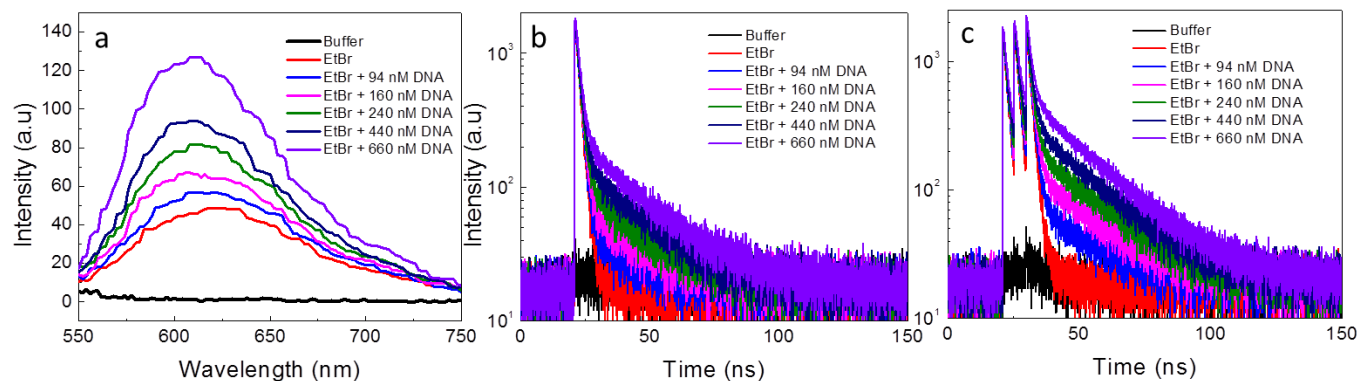 a
140
120
100
80
60
40
20
0
Intensity (a.u)
Buffer
EtBr
EtBr + 94 nM DNA
EtBr + 160 nM DNA
EtBr + 240 nM DNA
EtBr + 440 nM DNA
EtBr + 660 nM DNA
550 600 650 700 750
Wavelength (nm)
b
10³
10²
10¹
Intensity (a.u)
Buffer
EtBr
EtBr + 94 nM DNA
EtBr + 160 nM DNA
EtBr + 240 nM DNA
EtBr + 440 nM DNA
EtBr + 660 nM DNA
0 50 100 150
Time (ns)
c
10³
10²
10¹
Intensity (a.u)
Buffer
EtBr
EtBr + 94 nM DNA
EtBr + 160 nM DNA
EtBr + 240 nM DNA
EtBr + 440 nM DNA
EtBr + 660 nM DNA
0 50 100 150
Time (ns)